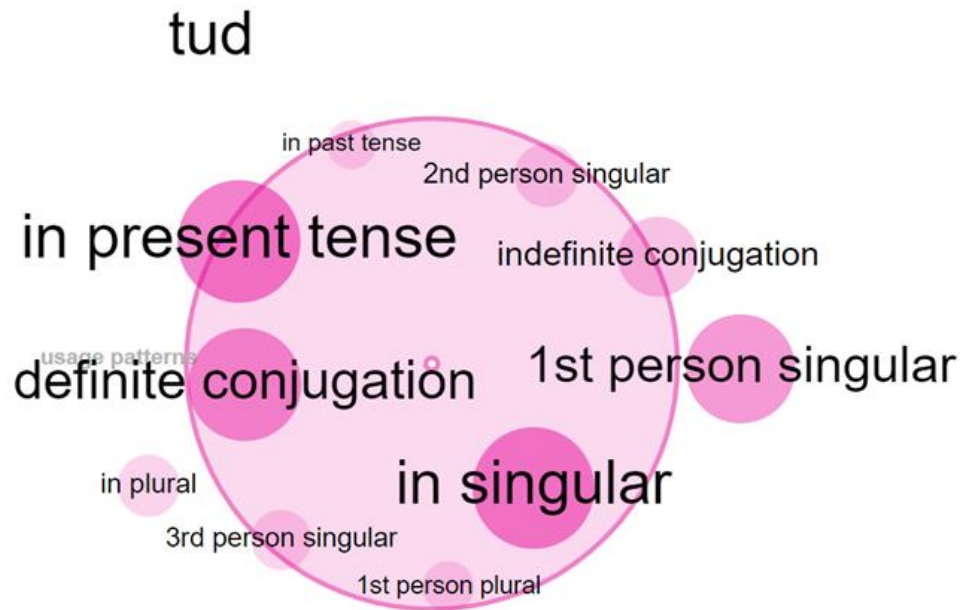 tud
in past tense
2nd person singular
in present tense
indefinite conjugation
usage patterns
1st person singular
definite conjugation
in plural
in singular
3rd person singular
1st person plural